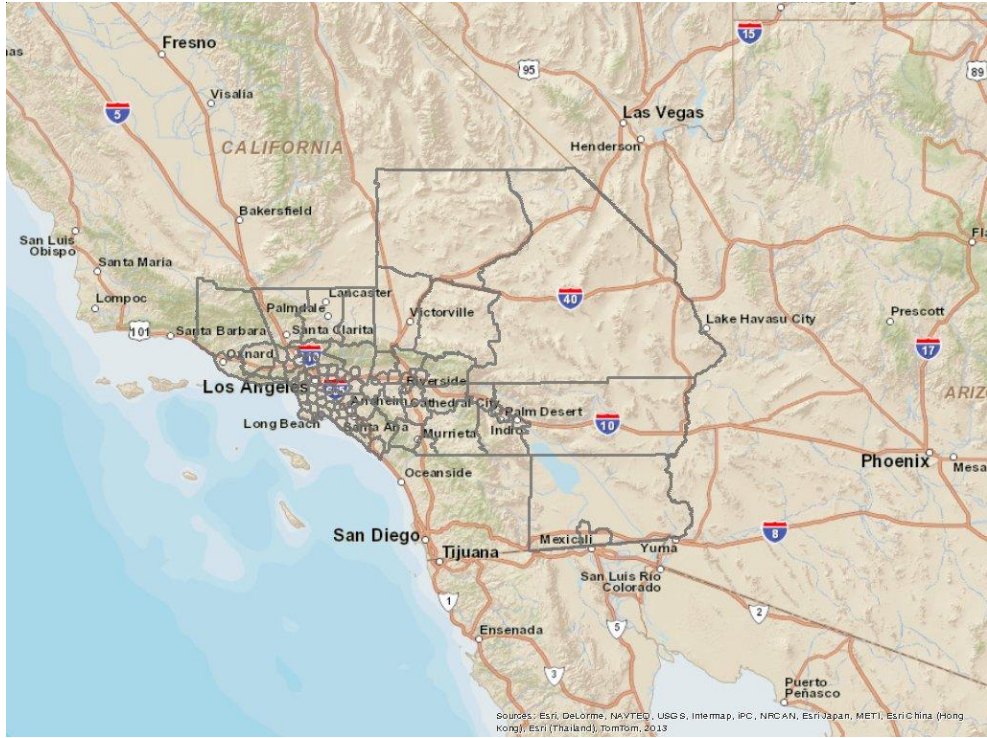 15
Fresno
as
95
89
Visalia
5
Las Vegas
Henderson
CALIFORNIA
Bakersfield
San Luis
Obispo
Fla
Santa Maria
Lancaster
40
Lompoc
Palmdale
Victorville
Prescott
101
Santa Barbara
Santa Clarita
Lake Havasu City
17
Oxnard
Los Angeles
Riverside
Anaheim
Cathedral City
ARIZO
Palm Desert
Long Beach
Santa Ana
Indio
10
Murrieta
Phoenix
Mesa
Oceanside
San Diego
Mexicali
8
Tijuana
Yuma
San Luis Rio
Colorado
1
2
5
Ensenada
3
Puerto
Peñasco
Sources: Esri, DeLorme, NAVTEQ, USGS, Intermap, iPC, NRCAN, Esri Japan, METI, Esri China (Hong
Kong), Esri (Thailand), TomTom, 2013